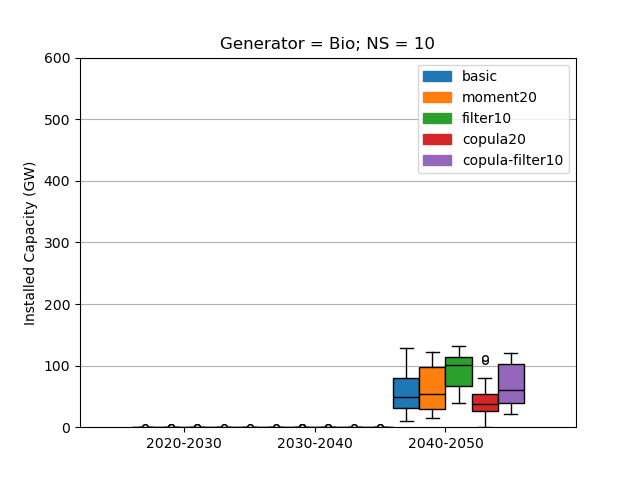 Generator = Bio; NS = 10
Installed Capacity (GW)
600
500
400
300
200
100
0
basic
moment20
filter10
copula20
copula-filter10
2020-2030
2030-2040
2040-2050